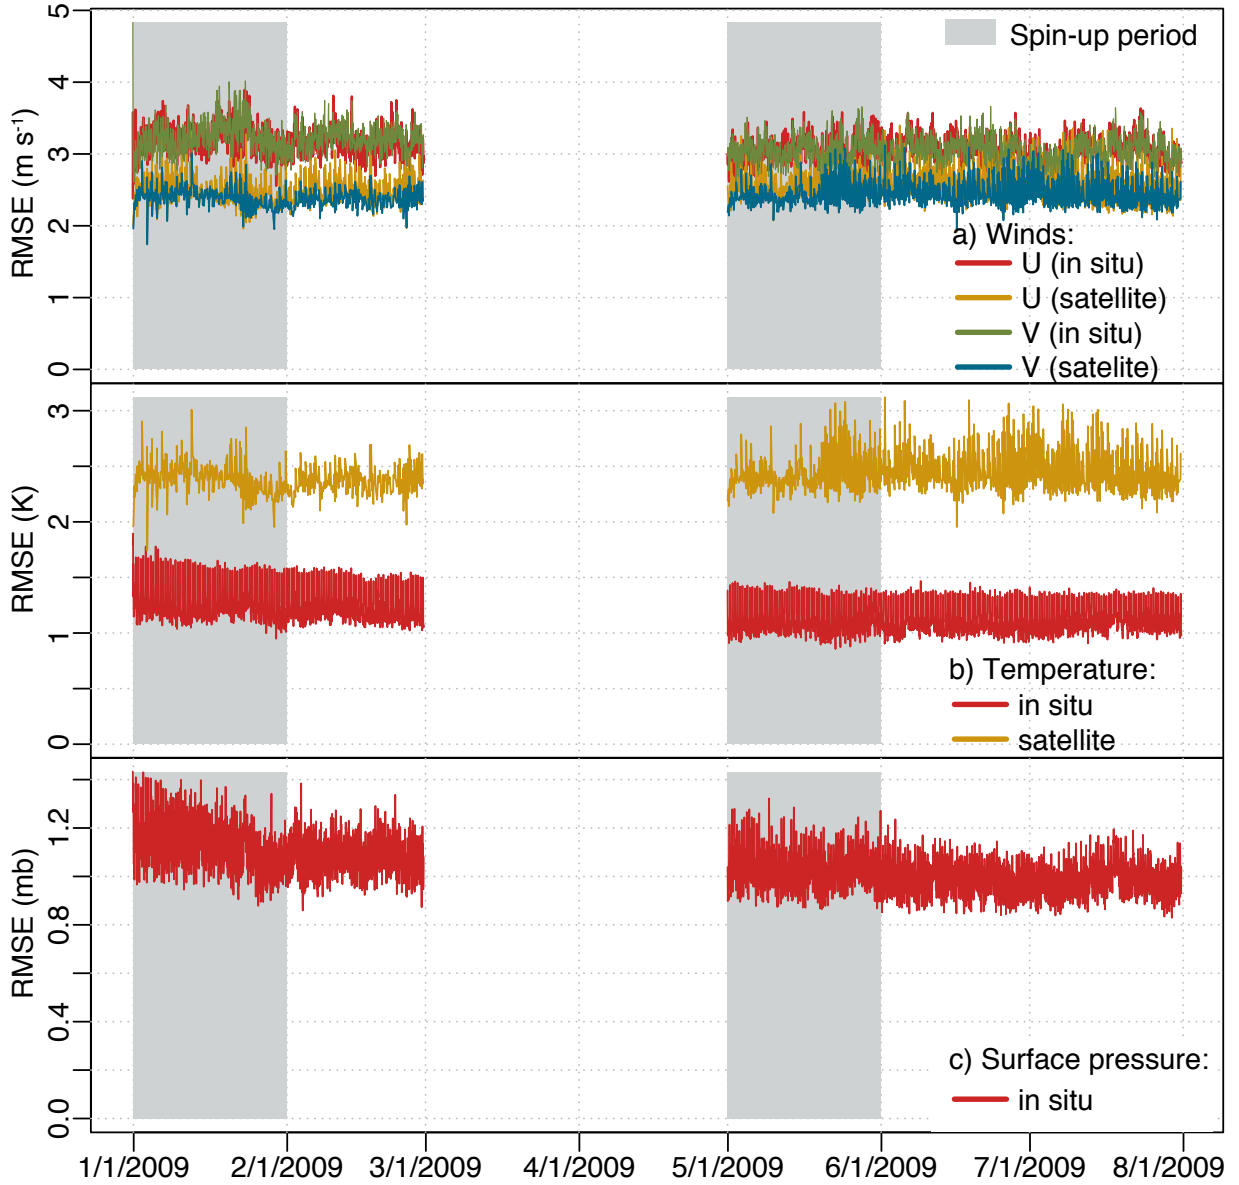 5
4
3
2
1
0
RMSE (m s-1)
Spin-up period
a) Winds:
U (in situ)
U (satellite)
V (in situ)
V (satelite)
3
2
1
0
RMSE (K)
b) Temperature:
in situ
satellite
1.2
0.8
0.4
0.0
RMSE (mb)
c) Surface pressure:
in situ
1/1/2009 2/1/2009 3/1/2009 4/1/2009 5/1/2009 6/1/2009 7/1/2009 8/1/2009